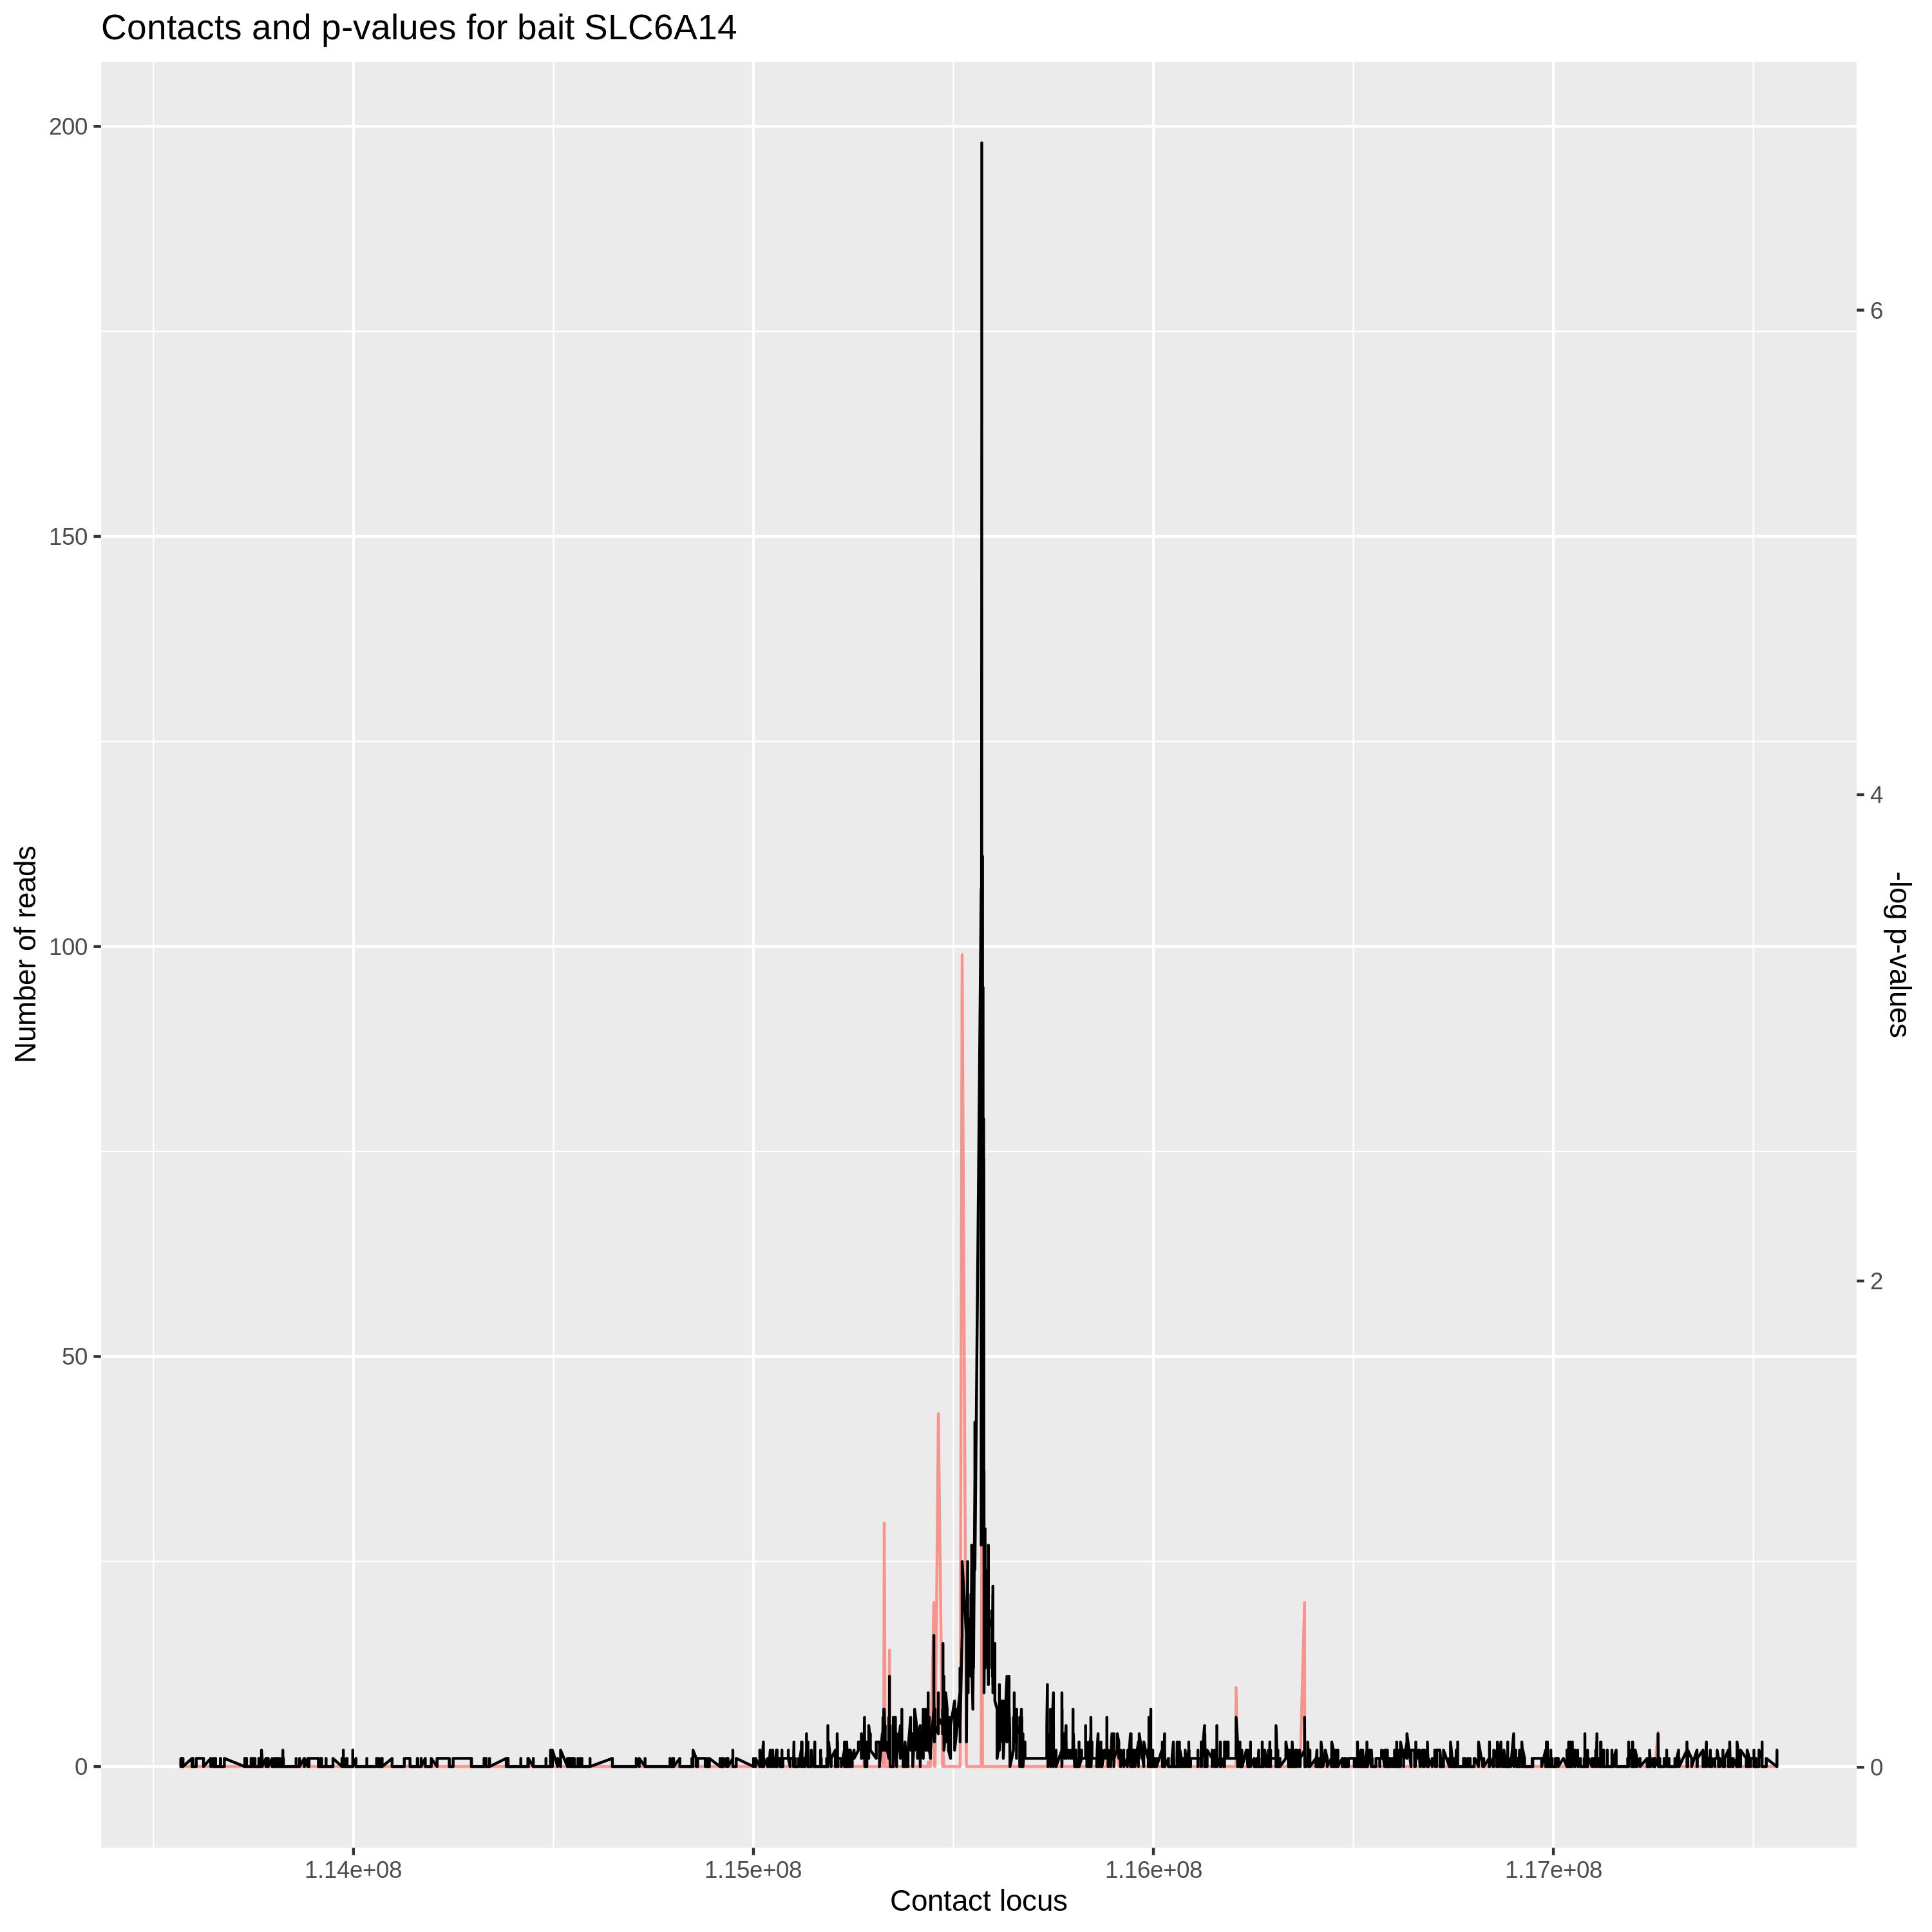 Contacts and p-values for bait SLC6A14
200
150
100
50
0
Number of reads
6
4
2
0
-log p-values
1.14e+08
1.15e+08
1.16e+08
1.17e+08
Contact locus